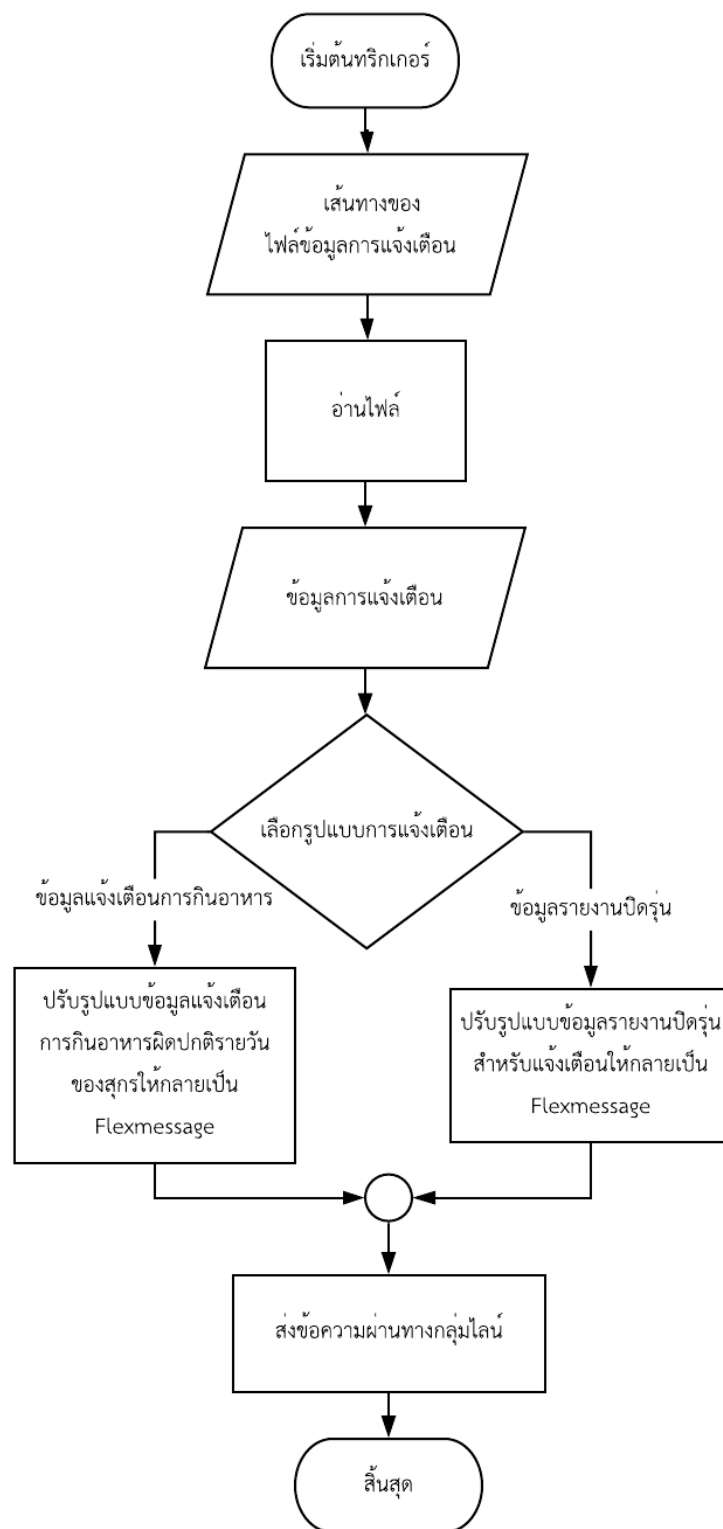 เริ่มต้นทริกเกอร์
เส้นทางของ
ไฟล์ข้อมูลการแจ้งเตือน
อ่านไฟล์
ข้อมูลการแจ้งเตือน
เลือกรูปแบบการแจ้งเตือน
ข้อมูลแจ้งเตือนการกินอาหาร
ข้อมูลรายงานปิดรุ่น
ปรับรูปแบบข้อมูลแจ้งเตือน
การกินอาหารผิดปกติรายวัน
ของสุกรให้กลายเป็น
Flexmessage
ปรับรูปแบบข้อมูลรายงานปิดรุ่น
สำหรับแจ้งเตือนให้กลายเป็น
Flexmessage
ส่งข้อความผ่านทางกลุ่มไลน์
สิ้นสุด